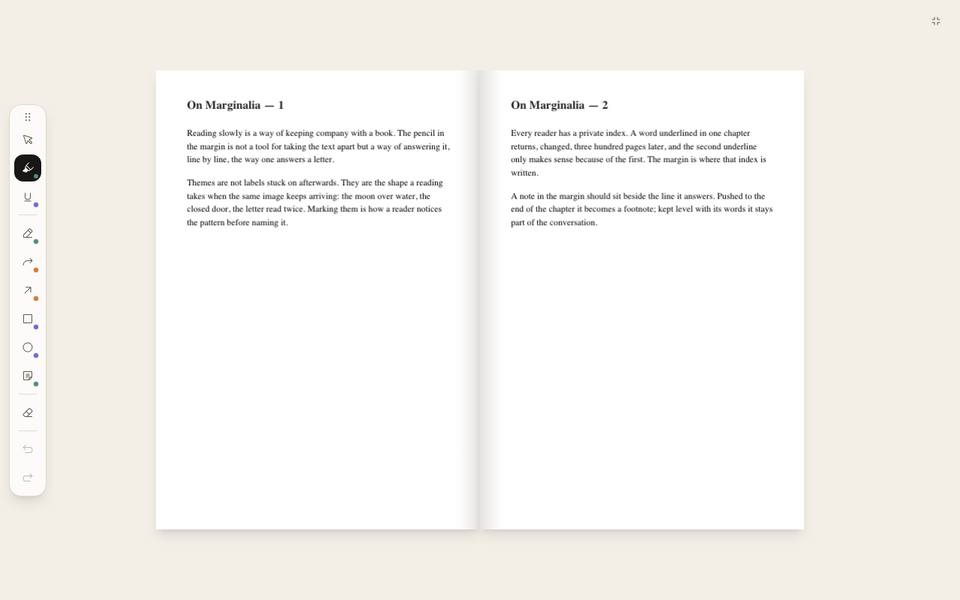 On Marginalia — 1
Reading slowly is a way of keeping company with a book. The pencil in
the margin is not a tool for taking the text apart but a way of answering it,
line by line, the way one answers a letter.
Themes are not labels stuck on afterwards. They are the shape a reading
takes when the same image keeps arriving: the moon over water, the
closed door, the letter read twice. Marking them is how a reader notices
the pattern before naming it.
On Marginalia — 2
Every reader has a private index. A word underlined in one chapter
returns, changed, three hundred pages later, and the second underline
only makes sense because of the first. The margin is where that index is
written.
A note in the margin should sit beside the line it answers. Pushed to the
end of the chapter it becomes a footnote; kept level with its words it stays
part of the conversation.